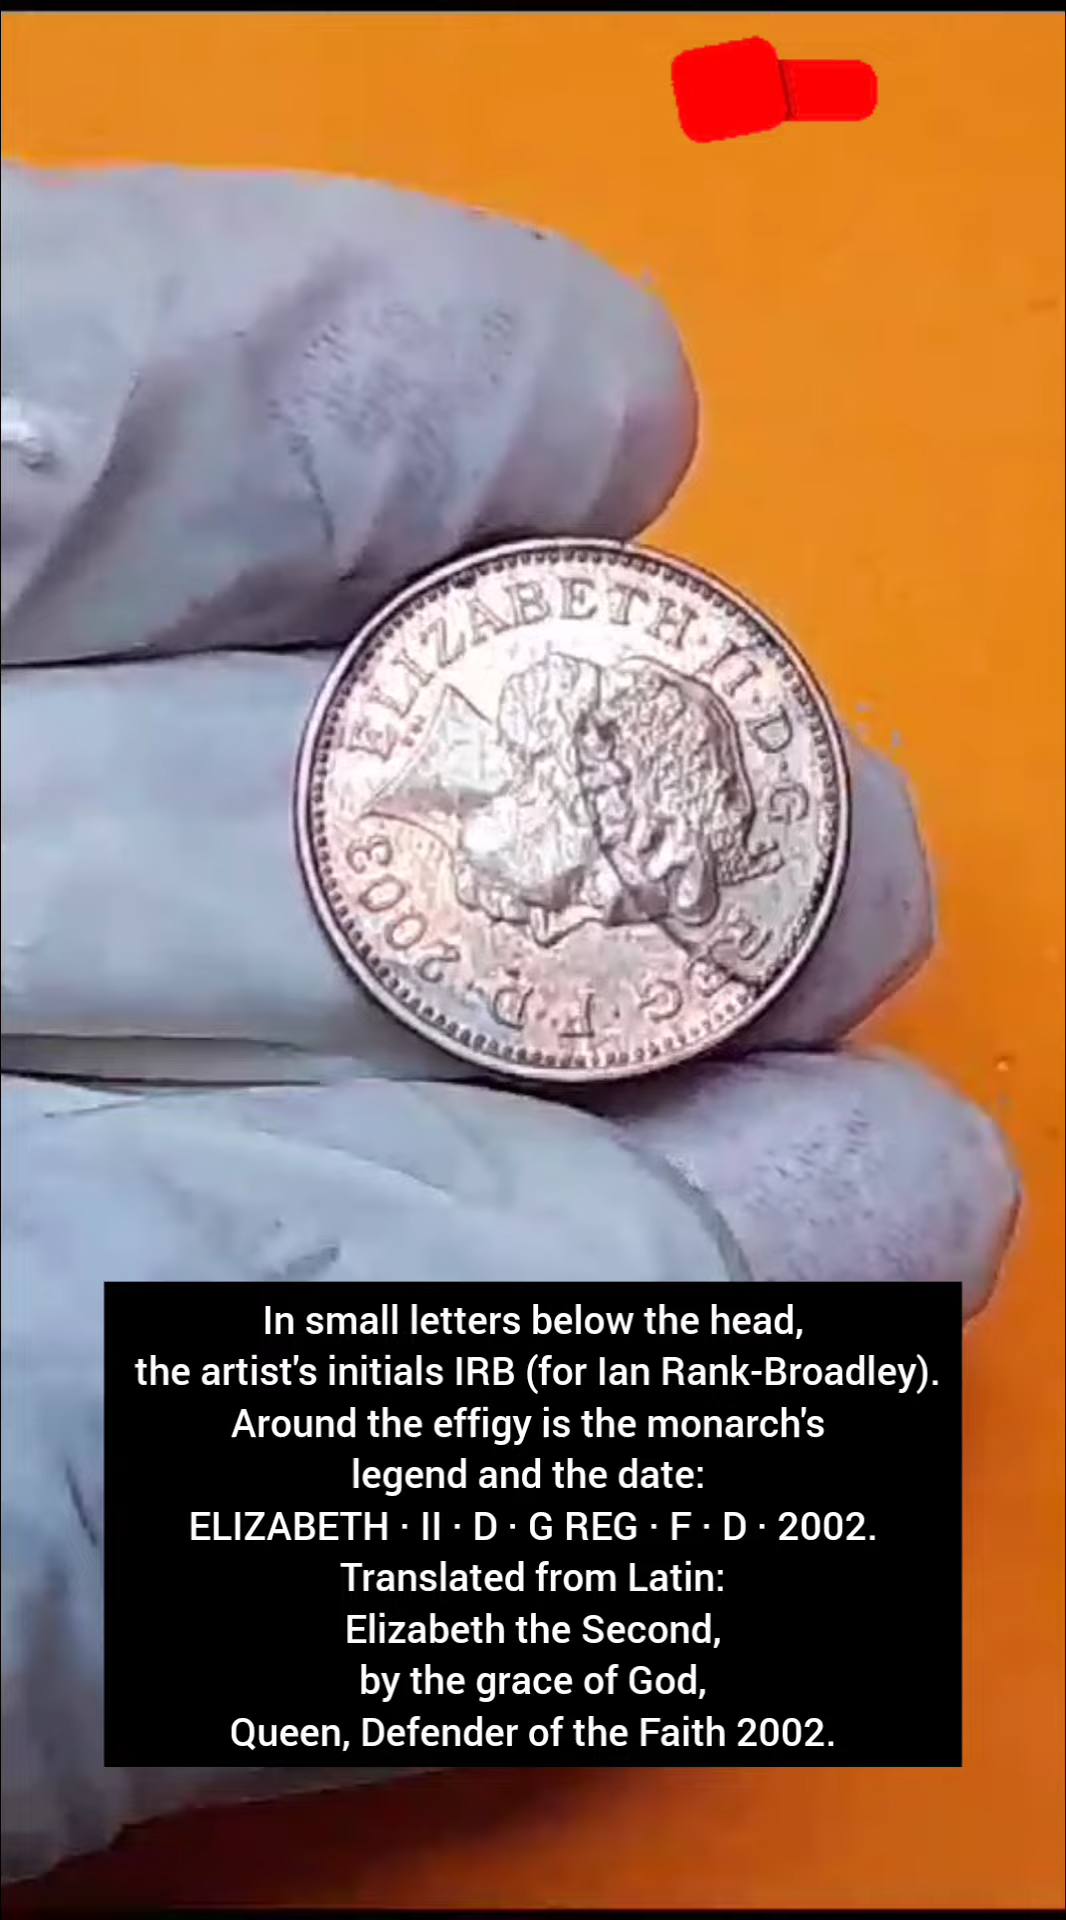 ELIZABETH·II·D·G
REG·F·D·2003
In small letters below the head,
the artist's initials IRB (for Ian Rank-Broadley).
Around the effigy is the monarch's
legend and the date:
ELIZABETH · II · D · G REG · F · D · 2002.
Translated from Latin:
Elizabeth the Second,
by the grace of God,
Queen, Defender of the Faith 2002.